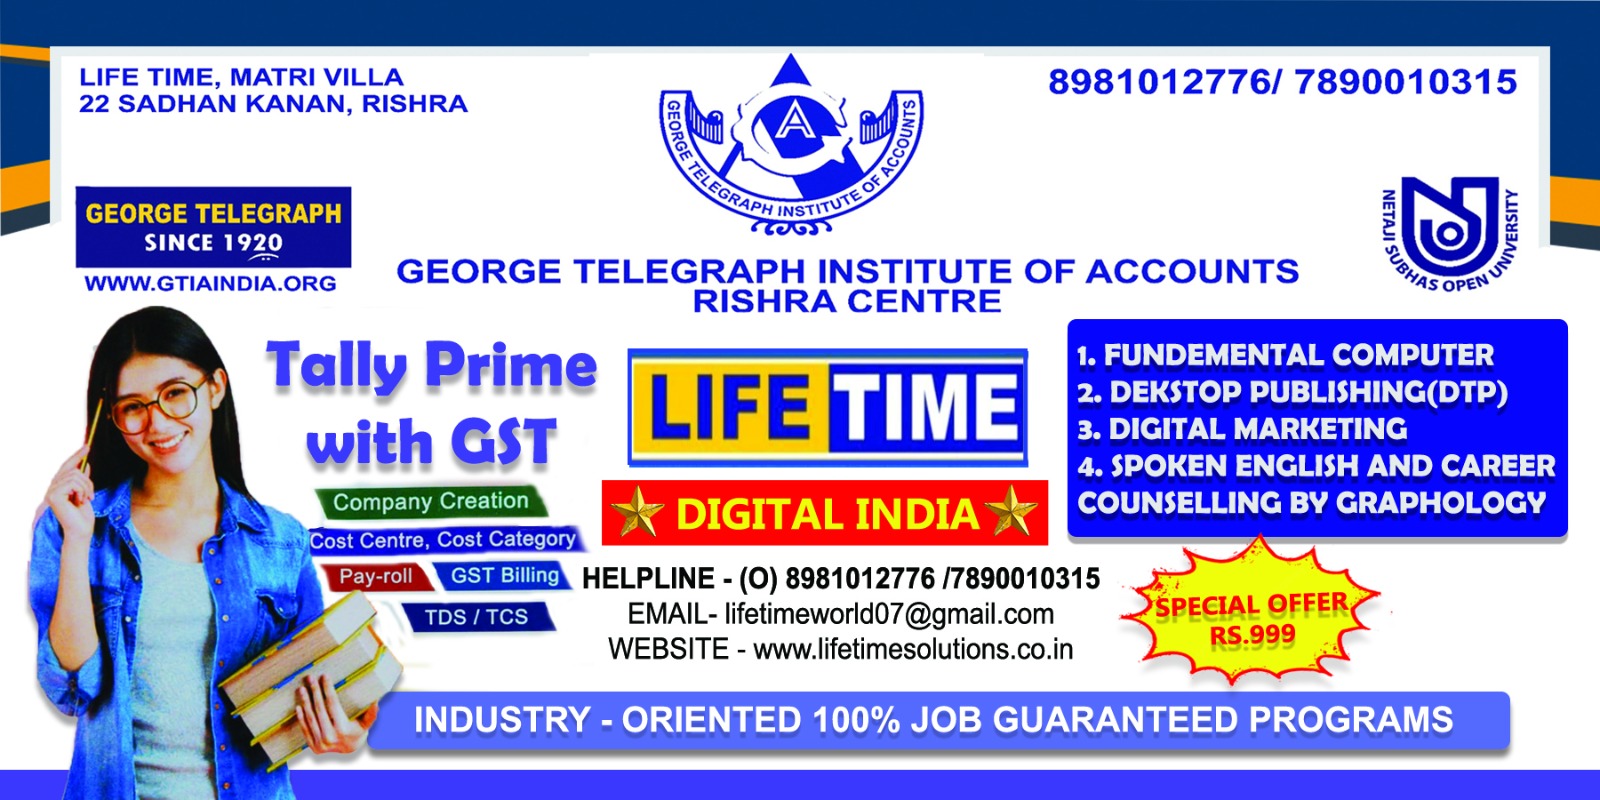 LIFE TIME, MATRI VILLA
22 SADHAN KANAN, RISHRA
8981012776/ 7890010315
GEORGE TELEGRAPH INSTITUTE OF ACCOUNTS
A
GEORGE TELEGRAPH
SINCE 1920
WWW.GTIAINDIA.ORG
NETAJI SUBHAS OPEN UNIVERSITY
GEORGE TELEGRAPH INSTITUTE OF ACCOUNTS
RISHRA CENTRE
Tally Prime
with GST
Company Creation
Cost Centre, Cost Category
Pay-roll
GST Billing
TDS / TCS
LIFE TIME
DIGITAL INDIA
1. FUNDEMENTAL COMPUTER
2. DEKSTOP PUBLISHING(DTP)
3. DIGITAL MARKETING
4. SPOKEN ENGLISH AND CAREER
COUNSELLING BY GRAPHOLOGY
HELPLINE - (O) 8981012776 /7890010315
EMAIL- lifetimeworld07@gmail.com
WEBSITE - www.lifetimesolutions.co.in
SPECIAL OFFER
RS.999
INDUSTRY - ORIENTED 100% JOB GUARANTEED PROGRAMS